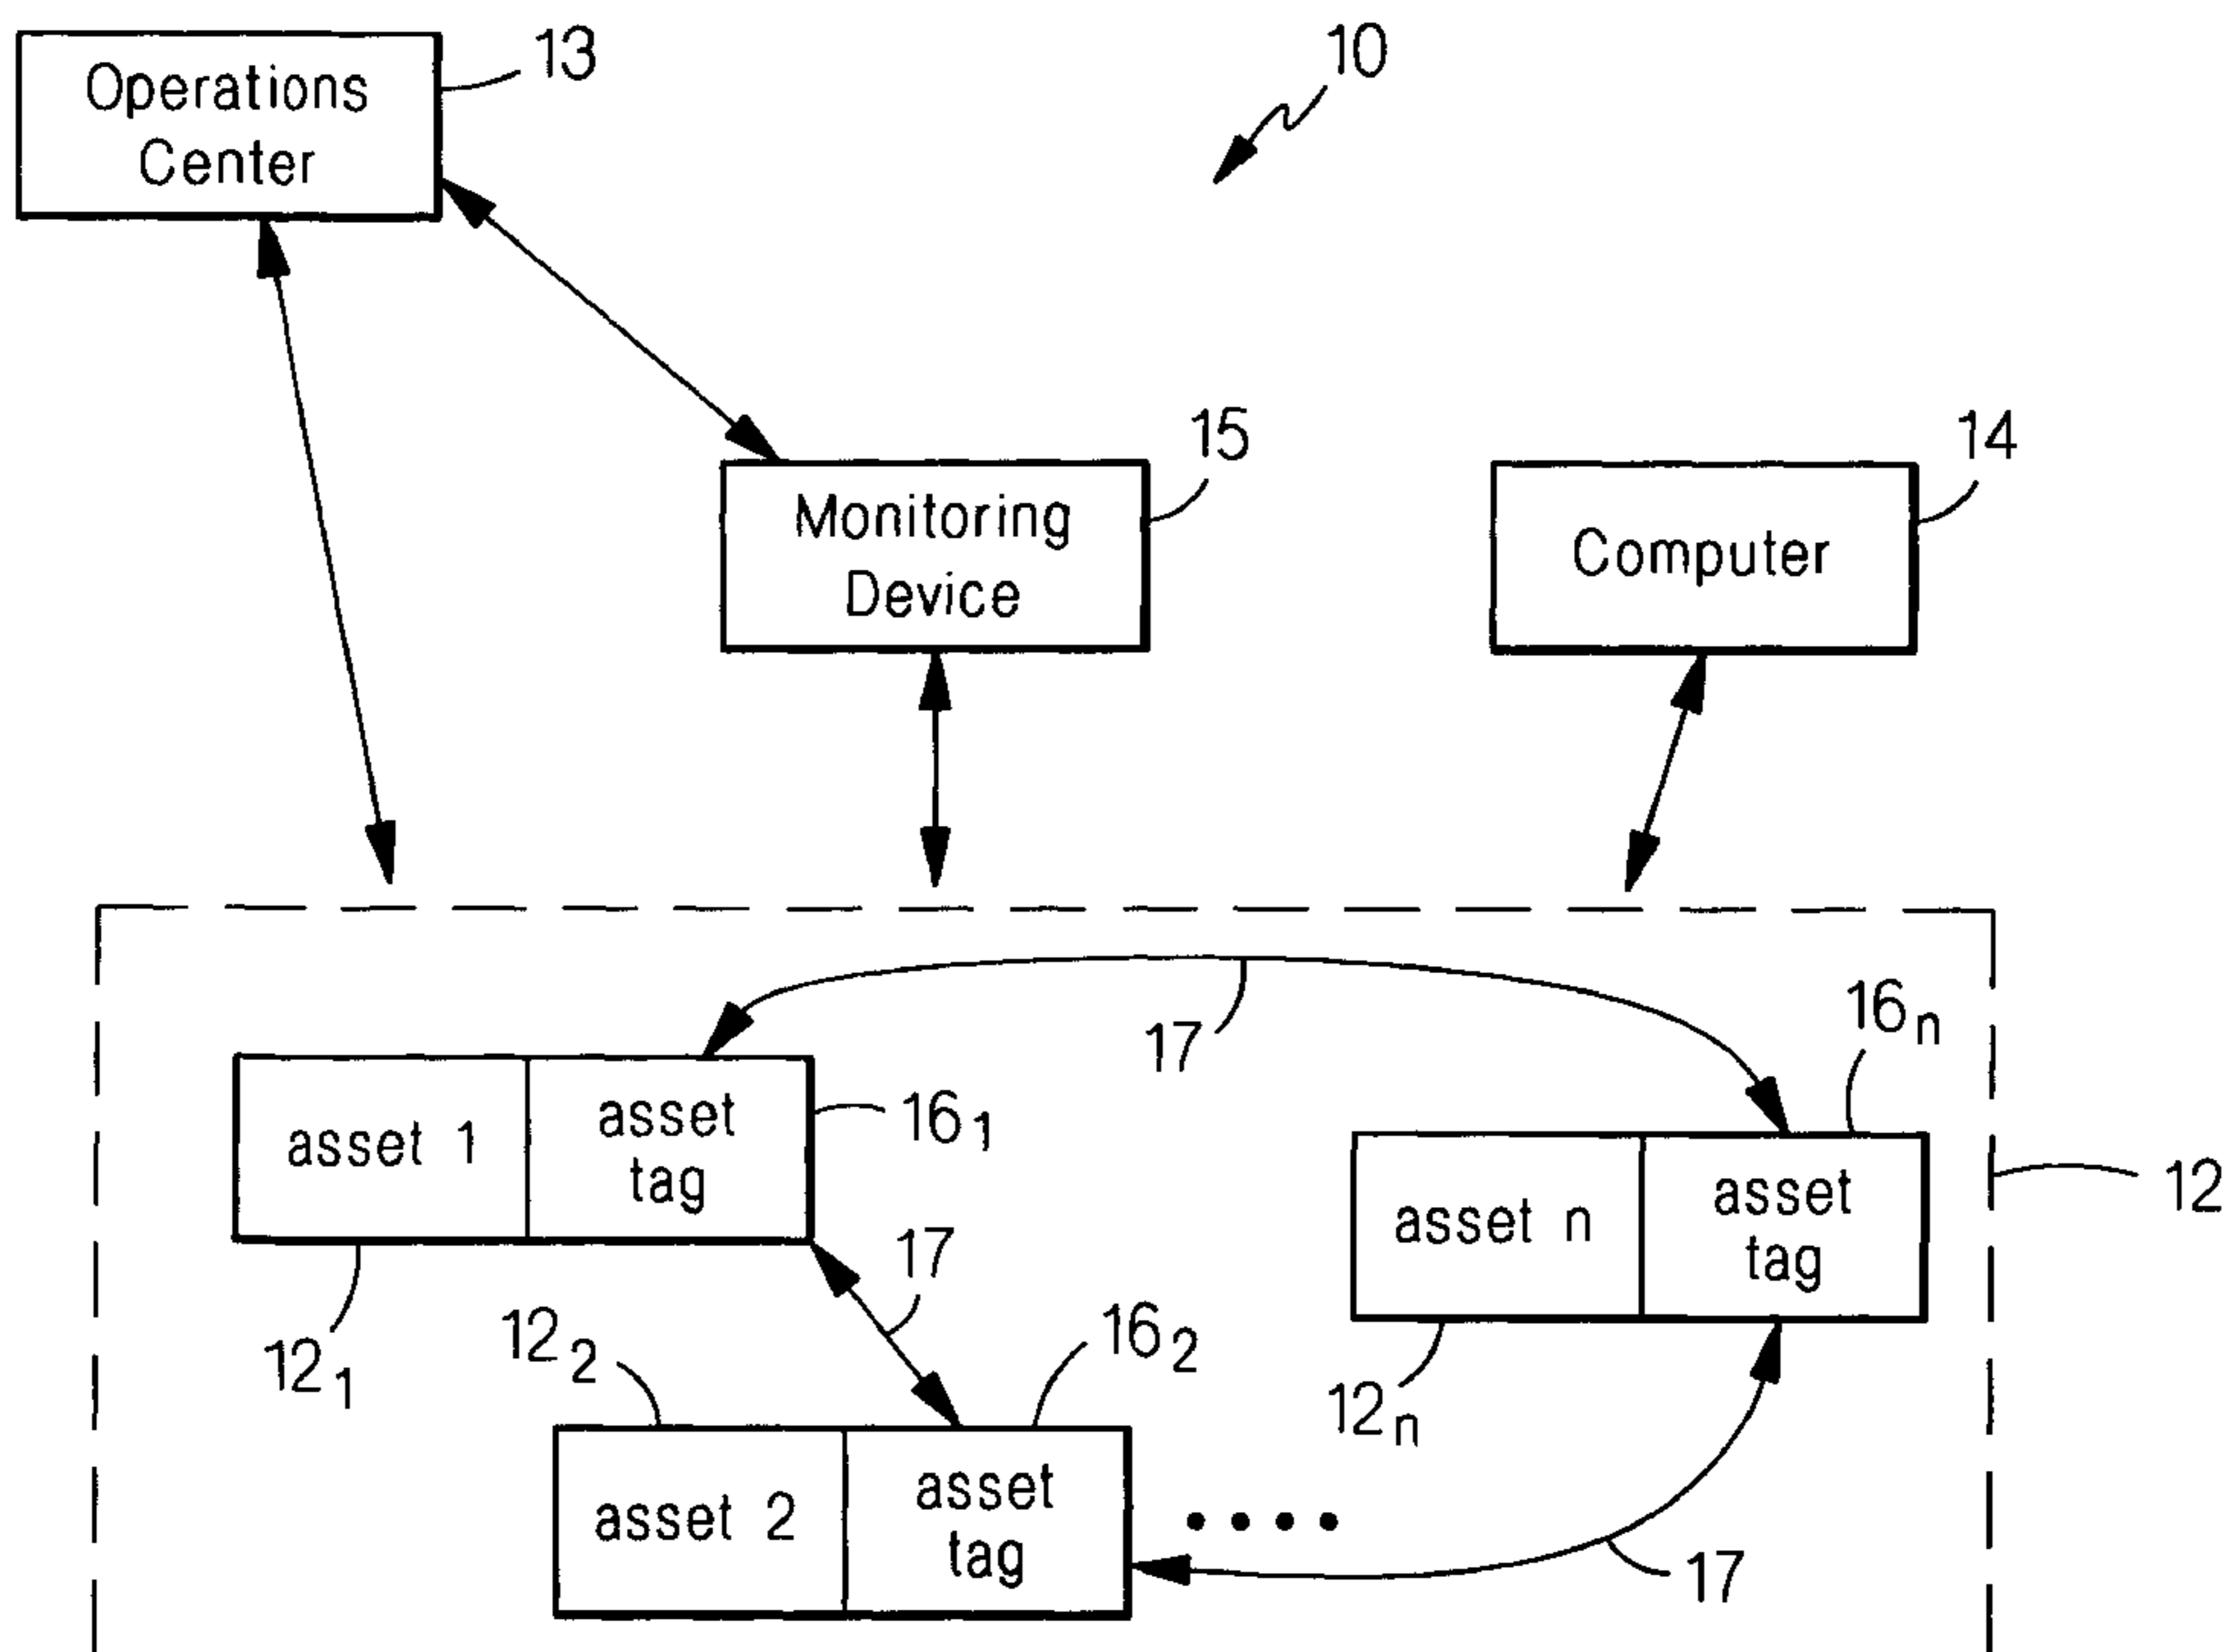 Operations
Center
13
10
Monitoring
Device
15
Computer
14
17
16n
asset 1
asset
tag
161
asset n
asset
tag
12
17
121
122
162
12n
asset 2
asset
tag
17